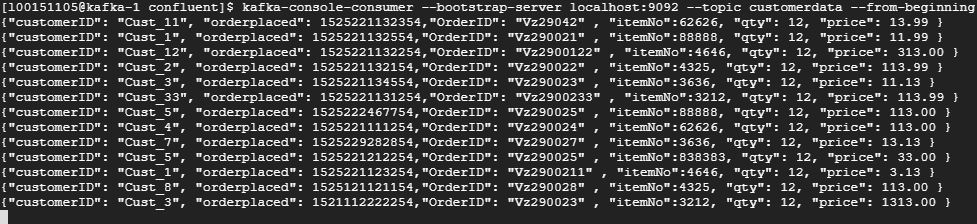 [l00151105@kafka-1 confluent]$ kafka-console-consumer --bootstrap-server localhost:9092 --topic customerdata --from-beginning
{"customerID": "Cust_11", "orderplaced": 1525221132354,"OrderID": "Vz29042" , "itemNo":62626, "qty": 12, "price": 13.99 }
{"customerID": "Cust_1", "orderplaced": 1525221132554,"OrderID": "Vz290021" , "itemNo":88888, "qty": 12, "price": 11.99 }
{"customerID": "Cust_12", "orderplaced": 1525221132254,"OrderID": "Vz2900122", "itemNo":4646, "qty": 12, "price": 313.00 }
{"customerID": "Cust_2", "orderplaced": 1525221132154,"OrderID": "Vz290022" , "itemNo":4325, "qty": 12, "price": 113.99 }
{"customerID": "Cust_3", "orderplaced": 1525221134554,"OrderID": "Vz290023" , "itemNo":3636, "qty": 12, "price": 11.13 }
{"customerID": "Cust_33", "orderplaced": 1525221131254,"OrderID": "Vz2900233" , "itemNo":3212, "qty": 12, "price": 113.99 }
{"customerID": "Cust_5", "orderplaced": 1525222467754,"OrderID": "Vz290025" , "itemNo":88888, "qty": 12, "price": 113.00 }
{"customerID": "Cust_4", "orderplaced": 1525221111254,"OrderID": "Vz290024" , "itemNo":62626, "qty": 12, "price": 113.00 }
{"customerID": "Cust_7", "orderplaced": 1525229282854,"OrderID": "Vz290027" , "itemNo":3636, "qty": 12, "price": 13.13 }
{"customerID": "Cust_5", "orderplaced": 1525221212254,"OrderID": "Vz290025" , "itemNo":838383, "qty": 12, "price": 33.00 }
{"customerID": "Cust_1", "orderplaced": 1525221123254,"OrderID": "Vz2900211" , "itemNo":4646, "qty": 12, "price": 3.13 }
{"customerID": "Cust_8", "orderplaced": 1525121121154,"OrderID": "Vz290028" , "itemNo":4325, "qty": 12, "price": 113.00 }
{"customerID": "Cust_3", "orderplaced": 1521112222254,"OrderID": "Vz290023" , "itemNo":3212, "qty": 12, "price": 1313.00 }